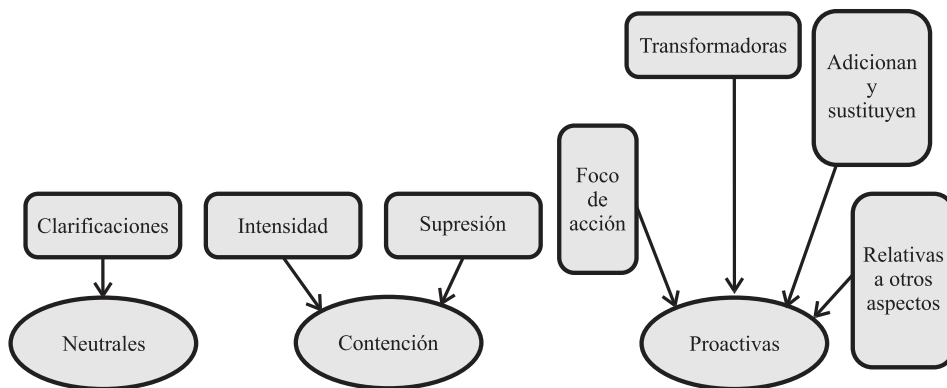 Transformadoras
Adicionan
y
sustituyen
Foco
de
acción
Clarificaciones
Intensidad
Supresión
Relativas
a otros
aspectos
Neutrales
Contención
Proactivas